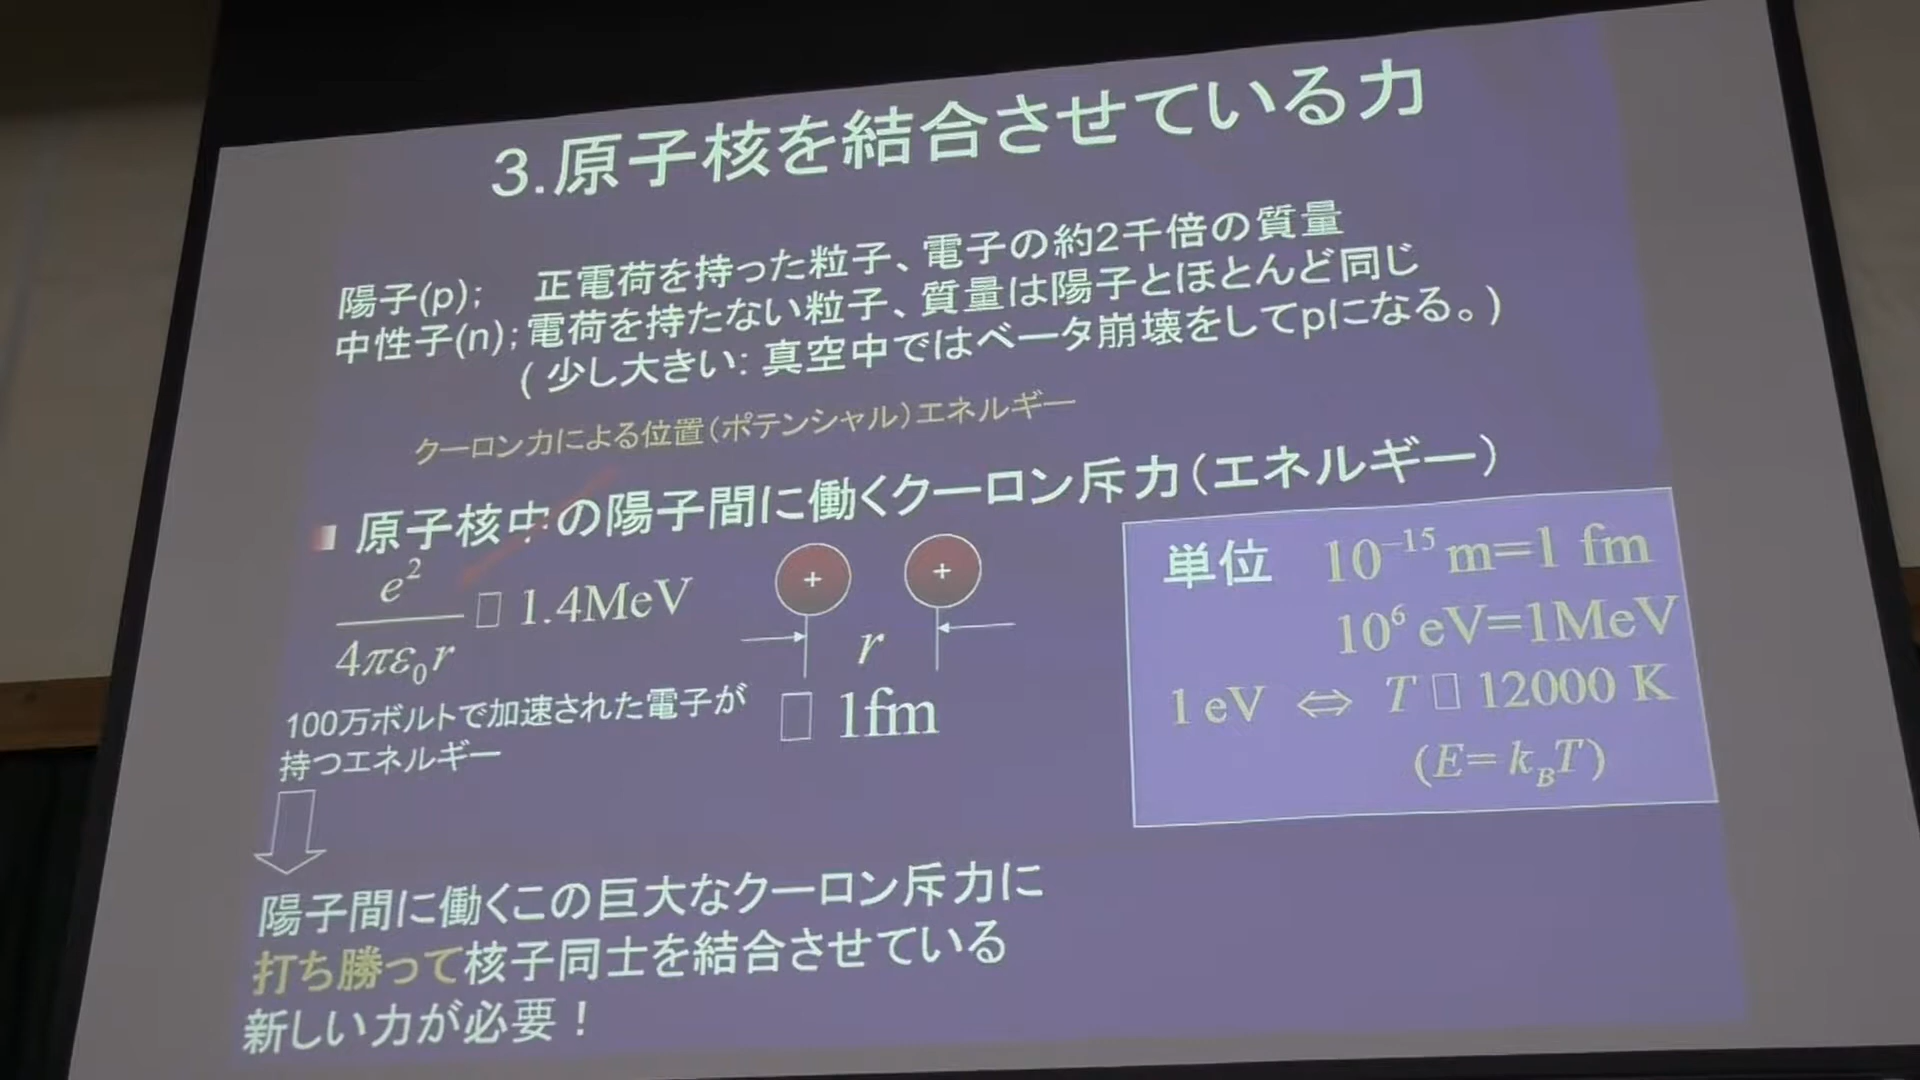 3.原子核を結合させている力
陽子(p); 正電荷を持った粒子、電子の約2千倍の質量
中性子(n);電荷を持たない粒子、質量は陽子とほとんど同じ
(少し大きい:真空中ではベータ崩壊をしてpになる。)
クーロン力による位置(ポテンシャル)エネルギー
原子核中の陽子間に働くクーロン斥力(エネルギー)
e²/4πε₀r □ 1.4MeV
+ +
r
□ 1fm
単位 10⁻¹⁵m=1 fm
10⁶ eV=1MeV
1 eV ⇔ T □ 12000 K
(E= k_BT)
100万ボルトで加速された電子が
持つエネルギー
陽子間に働くこの巨大なクーロン斥力に
打ち勝って核子同士を結合させている
新しい力が必要!